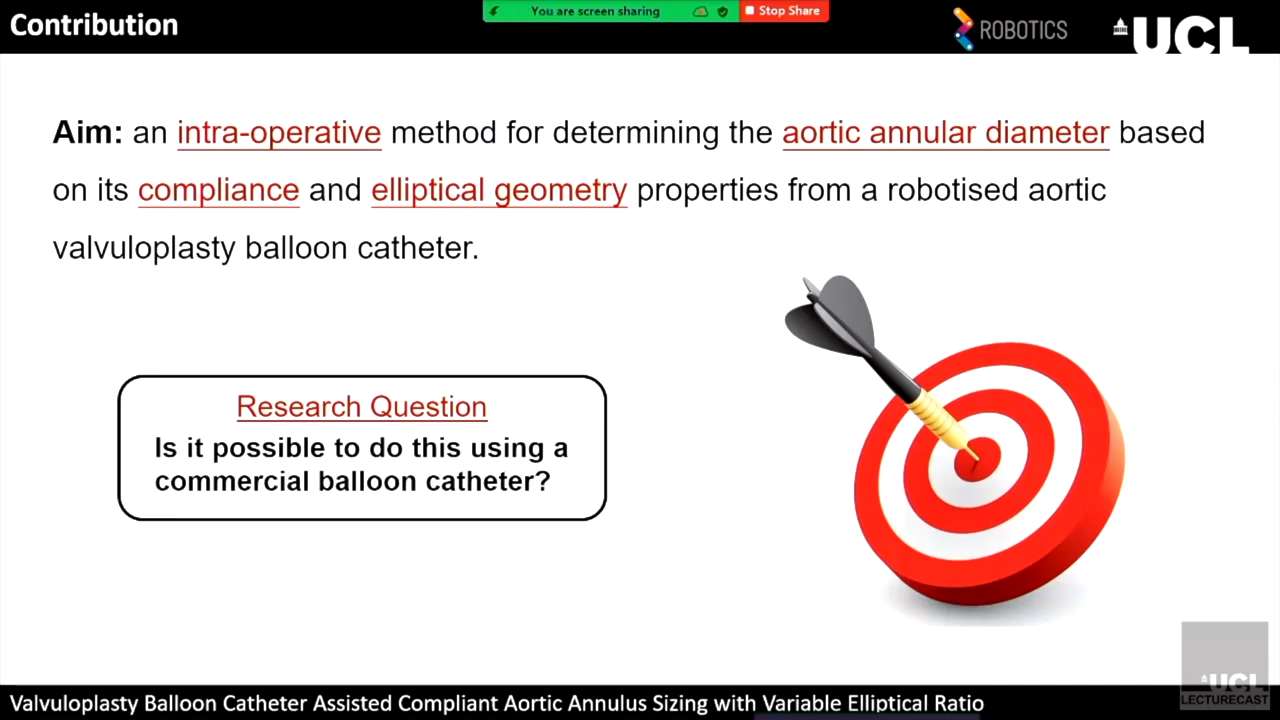 Contribution
You are screen sharing
Stop Share
ROBOTICS
UCL
Aim: an intra-operative method for determining the aortic annular diameter based
on its compliance and elliptical geometry properties from a robotised aortic
valvuloplasty balloon catheter.
Research Question
Is it possible to do this using a
commercial balloon catheter?
UCL
LECTURECAST
Valvuloplasty Balloon Catheter Assisted Compliant Aortic Annulus Sizing with Variable Elliptical Ratio